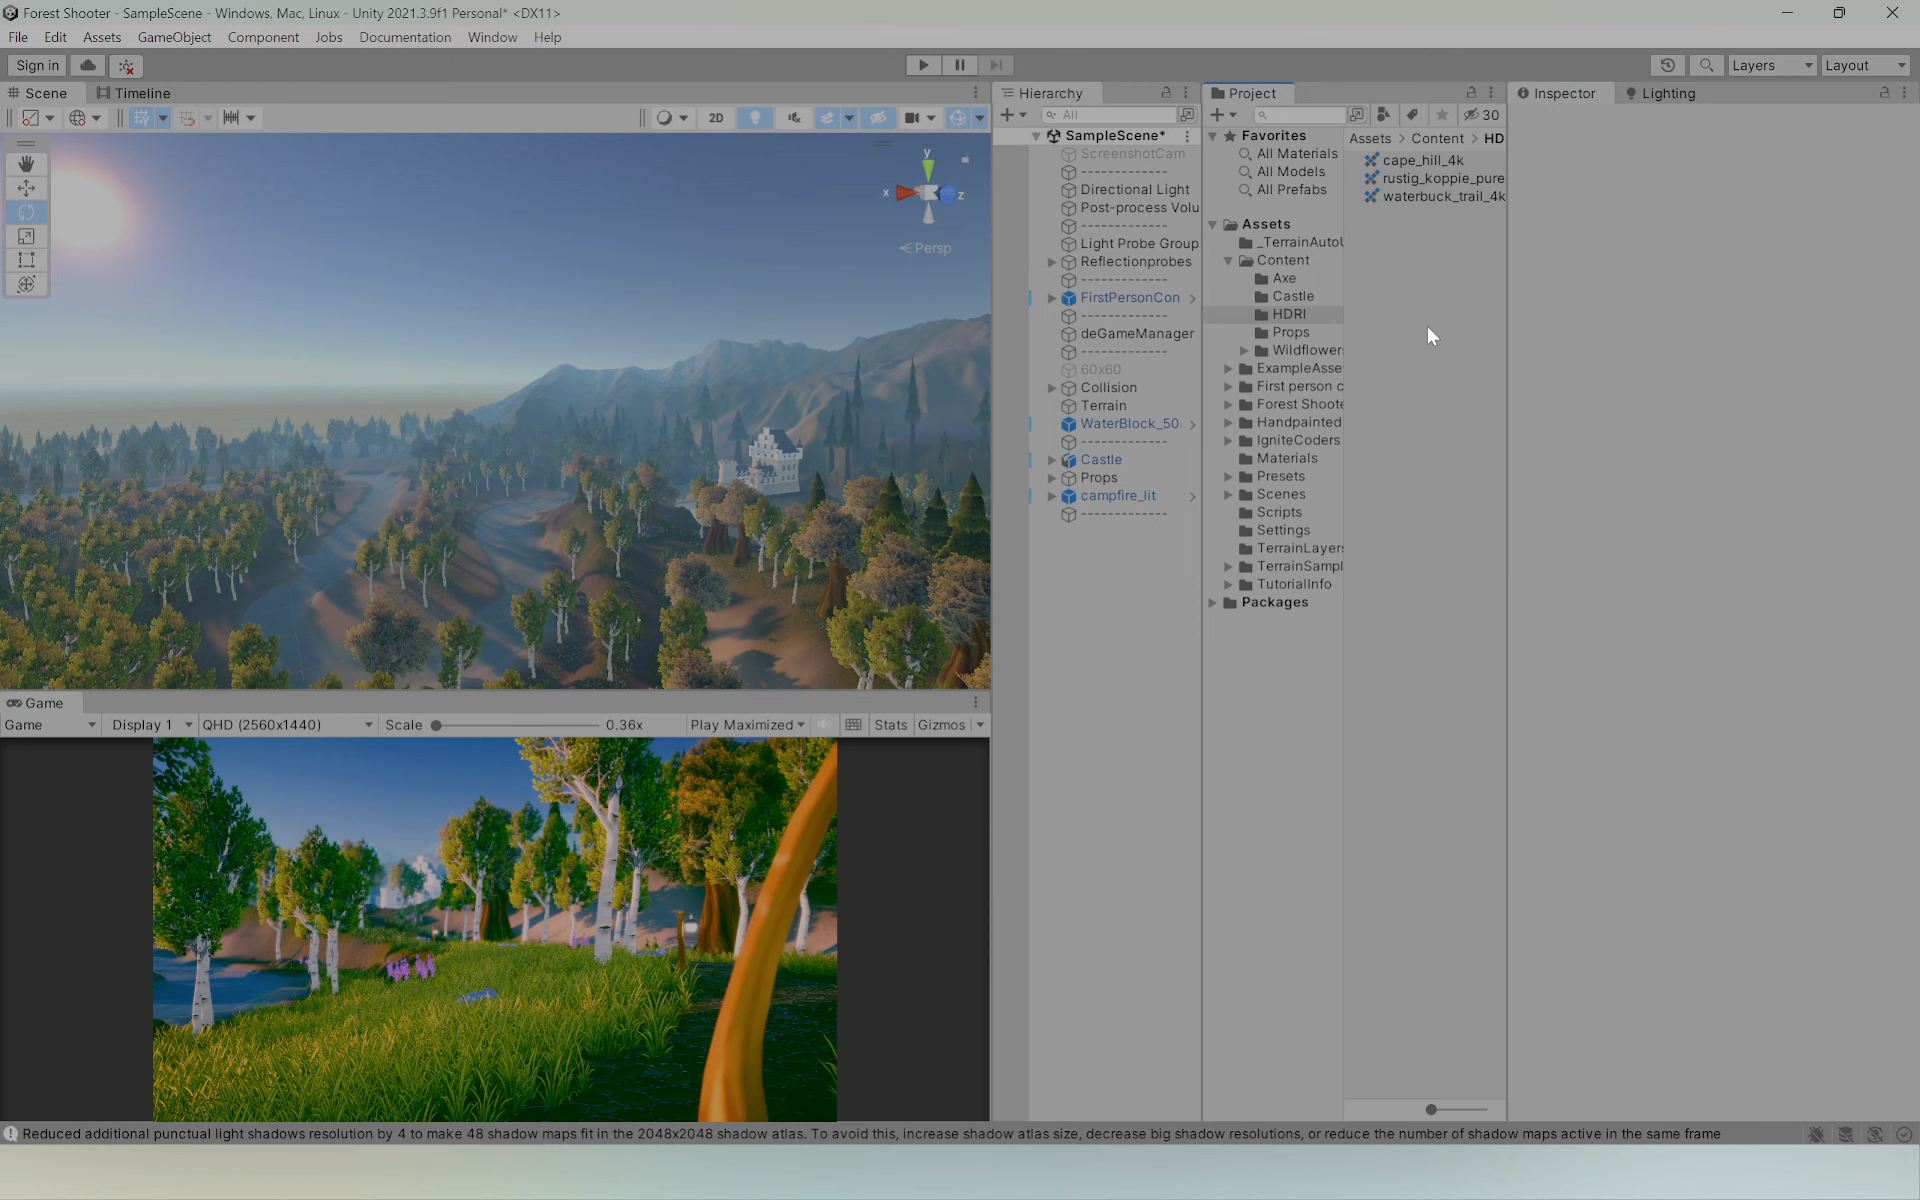 Forest Shooter - SampleScene - Windows, Mac, Linux - Unity 2021.3.9f1 Personal* <DX11>
File Edit Assets GameObject Component Jobs Documentation Window Help
Sign in
Layers
Layout
Scene
Timeline
2D
y
x
z
Persp
Game
Game
Display 1
QHD (2560x1440)
Scale
0.36x
Play Maximized
Stats
Gizmos
Hierarchy
All
SampleScene*
ScreenshotCam
------------
Directional Light
Post-process Volu
------------
Light Probe Group
Reflectionprobes
------------
FirstPersonCon
------------
deGameManager
------------
60x60
Collision
Terrain
WaterBlock_50
------------
Castle
Props
campfire_lit
------------
Project
30
Favorites
All Materials
All Models
All Prefabs
Assets
_TerrainAutoU
Content
Axe
Castle
HDRI
Props
Wildflower
ExampleAsse
First person c
Forest Shoote
Handpainted
IgniteCoders
Materials
Presets
Scenes
Scripts
Settings
TerrainLayers
TerrainSampl
TutorialInfo
Packages
Assets > Content > HD
cape_hill_4k
rustig_koppie_pure
waterbuck_trail_4k
Inspector
Lighting
Reduced additional punctual light shadows resolution by 4 to make 48 shadow maps fit in the 2048x2048 shadow atlas. To avoid this, increase shadow atlas size, decrease big shadow resolutions, or reduce the number of shadow maps active in the same frame